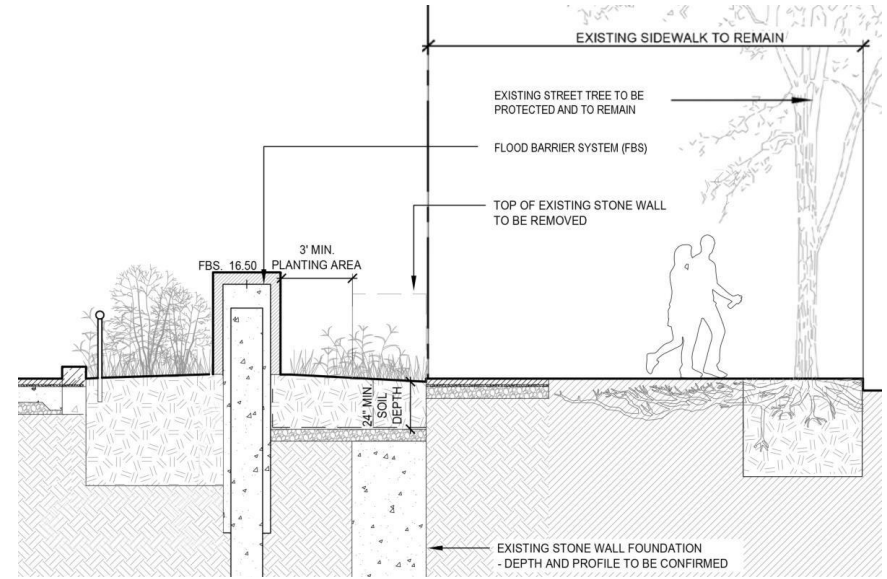 EXISTING SIDEWALK TO REMAIN
EXISTING STREET TREE TO BE
PROTECTED AND TO REMAIN
FLOOD BARRIER SYSTEM (FBS)
TOP OF EXISTING STONE WALL
TO BE REMOVED
3' MIN.
PLANTING AREA
FBS. 16.50
24" MIN.
SOIL
DEPTH
EXISTING STONE WALL FOUNDATION
- DEPTH AND PROFILE TO BE CONFIRMED